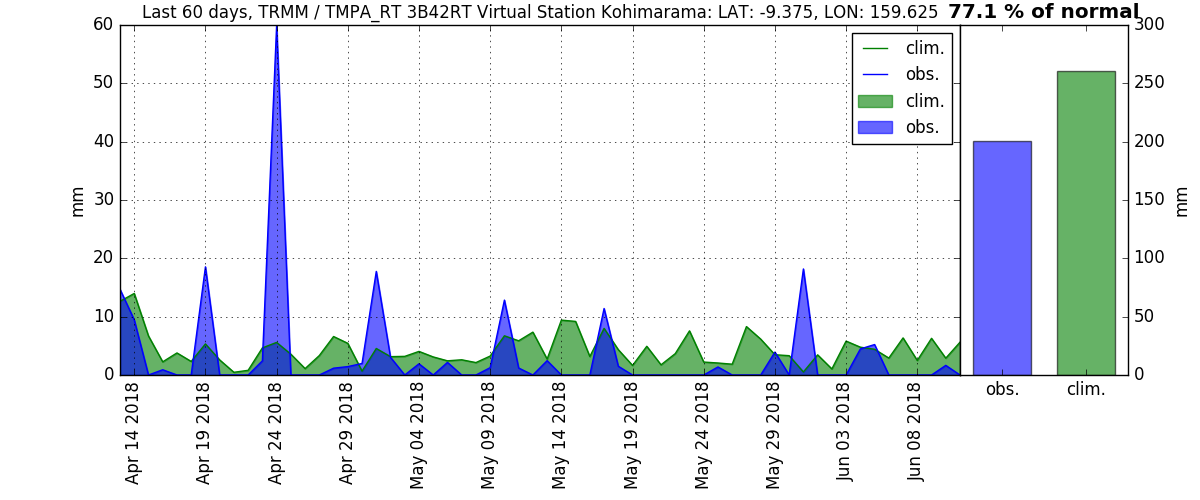 Last 60 days, TRMM / TMPA_RT 3B42RT Virtual Station Kohimarama: LAT: -9.375, LON: 159.625 77.1 % of normal
60
50
40
30
20
10
0
mm
clim.
obs.
clim.
obs.
300
250
200
150
100
50
0
mm
Apr 14 2018
Apr 19 2018
Apr 24 2018
Apr 29 2018
May 04 2018
May 09 2018
May 14 2018
May 19 2018
May 24 2018
May 29 2018
Jun 03 2018
Jun 08 2018
obs. clim.